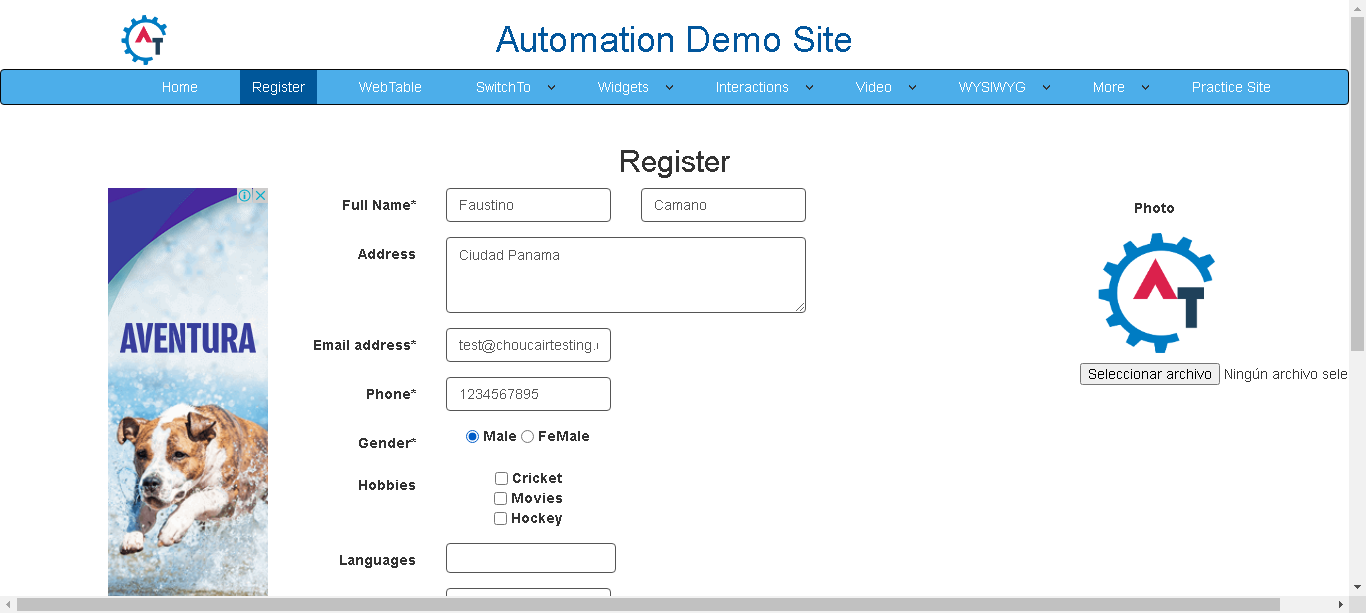 Automation Demo Site
Home Register WebTable SwitchTo Widgets Interactions Video WYSIWYG More Practice Site
Register
Full Name* Faustino Camano
Photo
Address Ciudad Panama
AVENTURA
Email address* test@choucairtesting.
Seleccionar archivo Ningún archivo sele
Phone* 1234567895
Gender* Male FeMale
Hobbies Cricket
Movies
Hockey
Languages